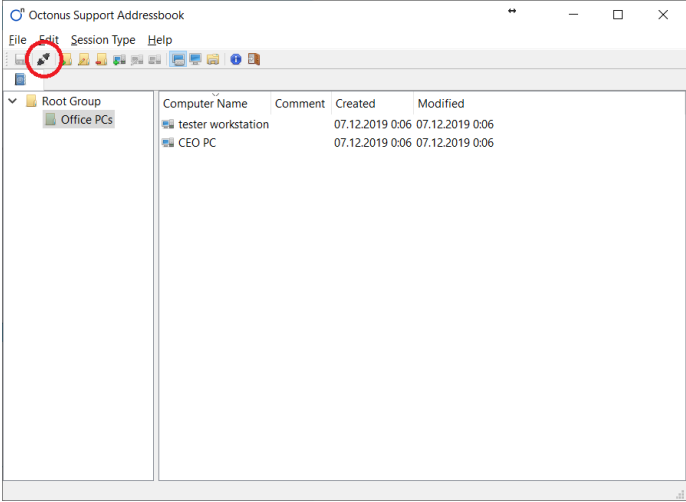 Octonus Support Addressbook
File Edit Session Type Help
Root Group
Office PCs
Computer Name Comment Created Modified
tester workstation 07.12.2019 0:06 07.12.2019 0:06
CEO PC 07.12.2019 0:06 07.12.2019 0:06